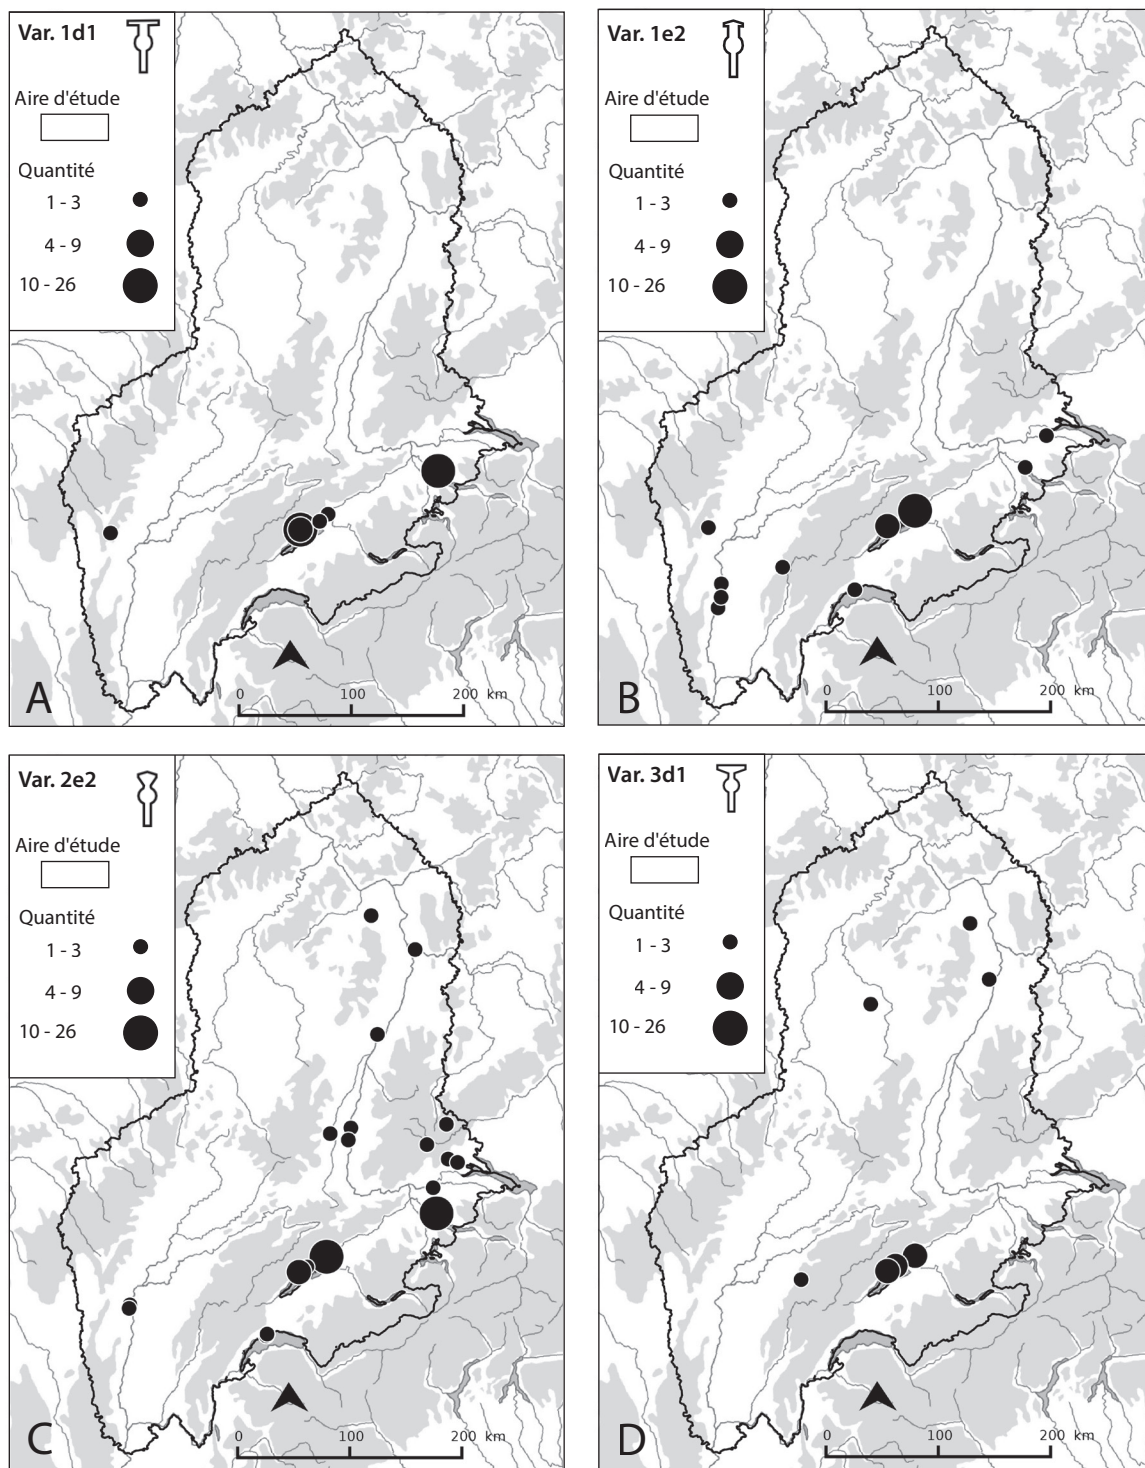 Var. 1d1
Aire d'étude
Quantité
1 - 3
4 - 9
10 - 26
A
0 100 200 km
Var. 1e2
Aire d'étude
Quantité
1 - 3
4 - 9
10 - 26
B
0 100 200 km
Var. 2e2
Aire d'étude
Quantité
1 - 3
4 - 9
10 - 26
C
0 100 200 km
Var. 3d1
Aire d'étude
Quantité
1 - 3
4 - 9
10 - 26
D
0 100 200 km